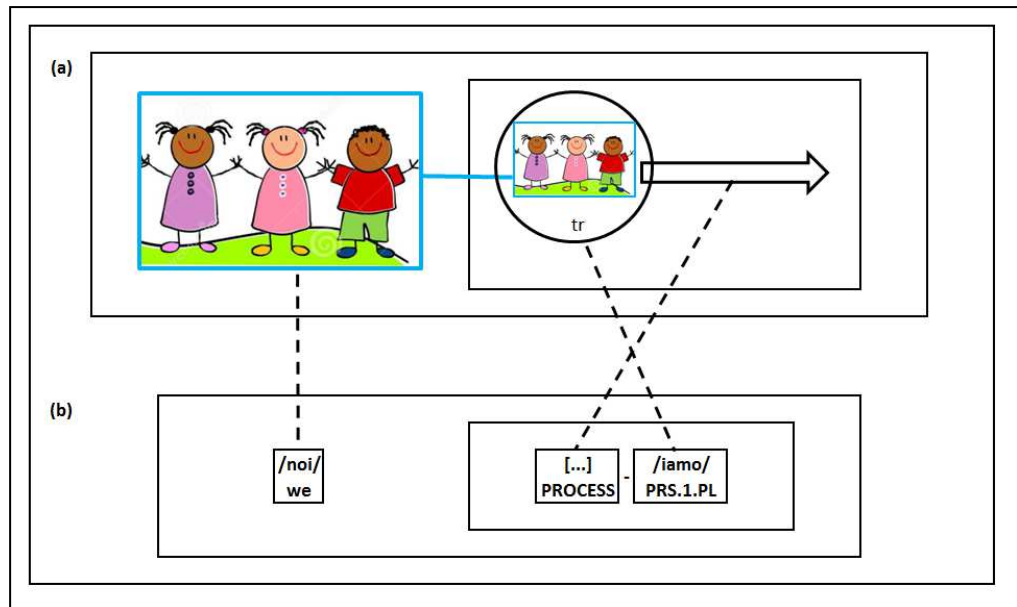 (a)
tr
(b)
/noi/
we
[...]
PROCESS
-
/iamo/
PRS.1.PL